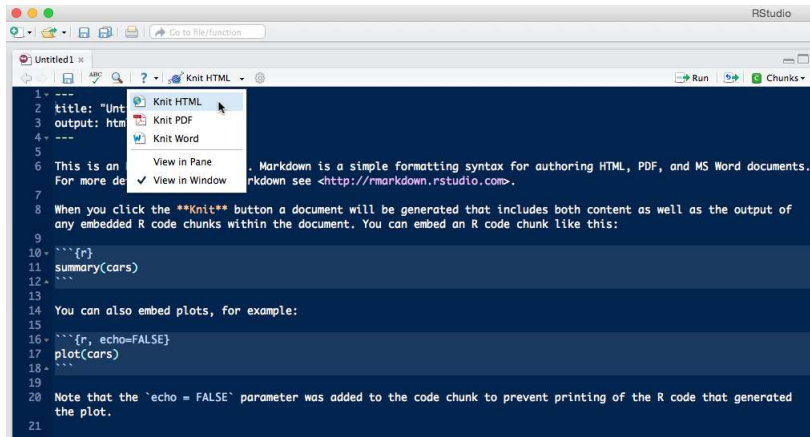 RStudio
Go to file/function
Untitled1
ABC ? Knit HTML Run Chunks
Knit HTML
Knit PDF
Knit Word
View in Pane
✓ View in Window
1 ---
2 title: "Unt
3 output: htm
4 ---
5
6 This is an . Markdown is a simple formatting syntax for authoring HTML, PDF, and MS Word documents.
For more de rkdown see <http://rmarkdown.rstudio.com>.
7
8 When you click the **Knit** button a document will be generated that includes both content as well as the output of
any embedded R code chunks within the document. You can embed an R code chunk like this:
9
10 ```{r}
11 summary(cars)
12 ```
13
14 You can also embed plots, for example:
15
16 ```{r, echo=FALSE}
17 plot(cars)
18 ```
19
20 Note that the `echo = FALSE` parameter was added to the code chunk to prevent printing of the R code that generated
the plot.
21